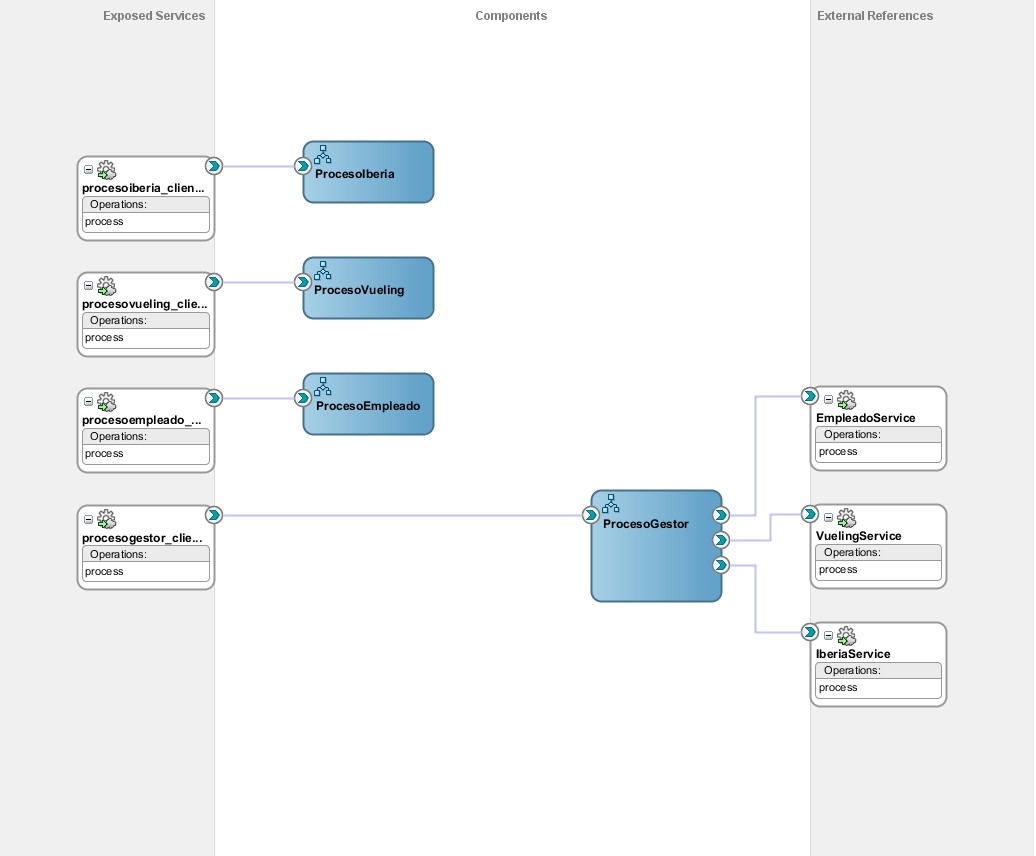 Exposed Services
Components
External References
procesoiberia_clien...
Operations:
process
ProcesoIberia
procesovueling_clie...
Operations:
process
ProcesoVueling
procesoempleado_...
Operations:
process
ProcesoEmpleado
procesogestor_clie...
Operations:
process
ProcesoGestor
EmpleadoService
Operations:
process
VuelingService
Operations:
process
IberiaService
Operations:
process